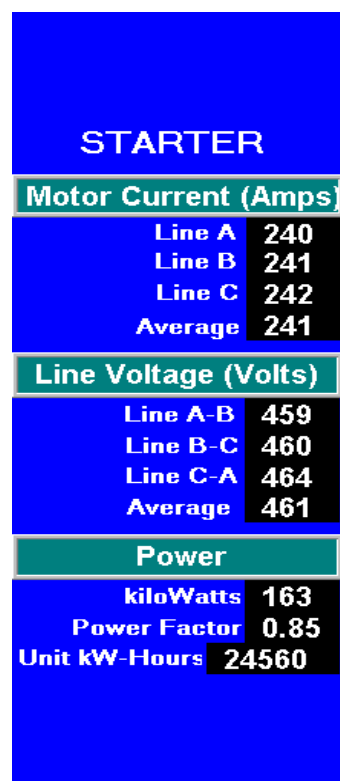 STARTER
Motor Current (Amps)
Line A 240
Line B 241
Line C 242
Average 241
Line Voltage (Volts)
Line A-B 459
Line B-C 460
Line C-A 464
Average 461
Power
kiloWatts 163
Power Factor 0.85
Unit kW-Hours 24560